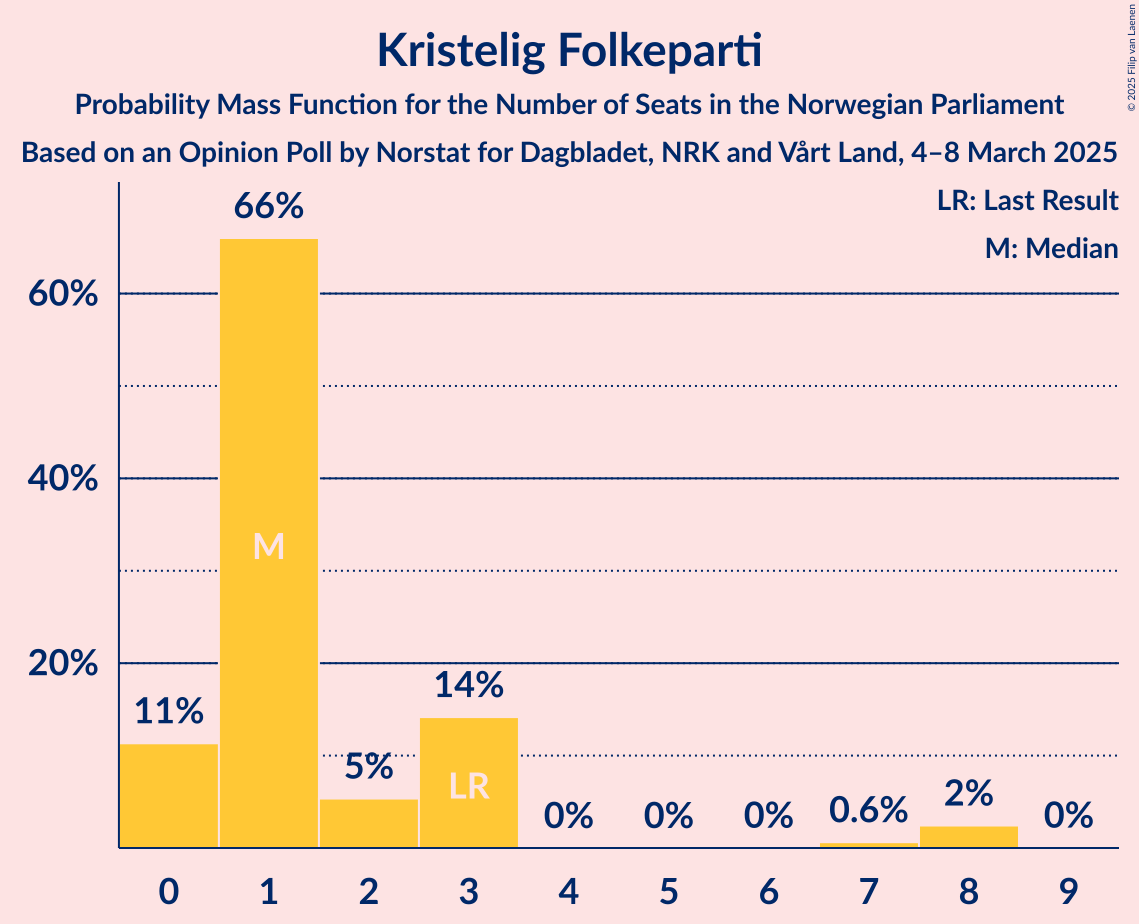 © 2025 Filip van Laenen
Kristelig Folkeparti
Probability Mass Function for the Number of Seats in the Norwegian Parliament
Based on an Opinion Poll by Norstat for Dagbladet, NRK and Vårt Land, 4–8 March 2025
LR: Last Result
M: Median
60%
40%
20%
11%
66%
5%
14%
0%
0%
0%
0.6%
2%
0%
M
LR
0 1 2 3 4 5 6 7 8 9